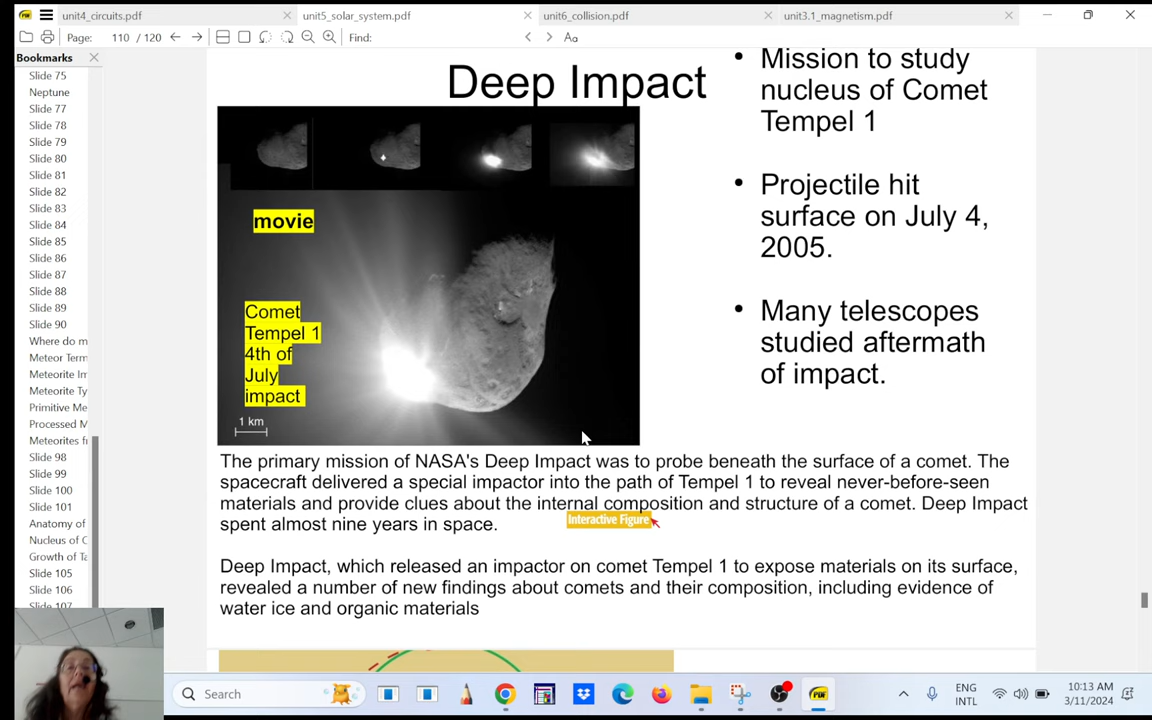 unit4_circuits.pdf
unit5_solar_system.pdf
unit6_collision.pdf
unit3.1_magnetism.pdf
Page: 110 / 120
Find:
Aa
Bookmarks
Slide 75
Neptune
Slide 77
Slide 78
Slide 79
Slide 80
Slide 81
Slide 82
Slide 83
Slide 84
Slide 85
Slide 86
Slide 87
Slide 88
Slide 89
Slide 90
Where do m
Meteor Term
Meteorite Im
Meteorite Ty
Primitive Me
Processed M
Meteorites fr
Slide 98
Slide 99
Slide 100
Slide 101
Anatomy of
Nucleus of C
Growth of Ta
Slide 105
Slide 106
Slide 107
Deep Impact
movie
Comet
Tempel 1
4th of
July
impact
1 km
• Mission to study
nucleus of Comet
Tempel 1
• Projectile hit
surface on July 4,
2005.
• Many telescopes
studied aftermath
of impact.
The primary mission of NASA's Deep Impact was to probe beneath the surface of a comet. The
spacecraft delivered a special impactor into the path of Tempel 1 to reveal never-before-seen
materials and provide clues about the internal composition and structure of a comet. Deep Impact
spent almost nine years in space.
Interactive Figure
Deep Impact, which released an impactor on comet Tempel 1 to expose materials on its surface,
revealed a number of new findings about comets and their composition, including evidence of
water ice and organic materials
Search
PDF
ENG
INTL
10:13 AM
3/11/2024